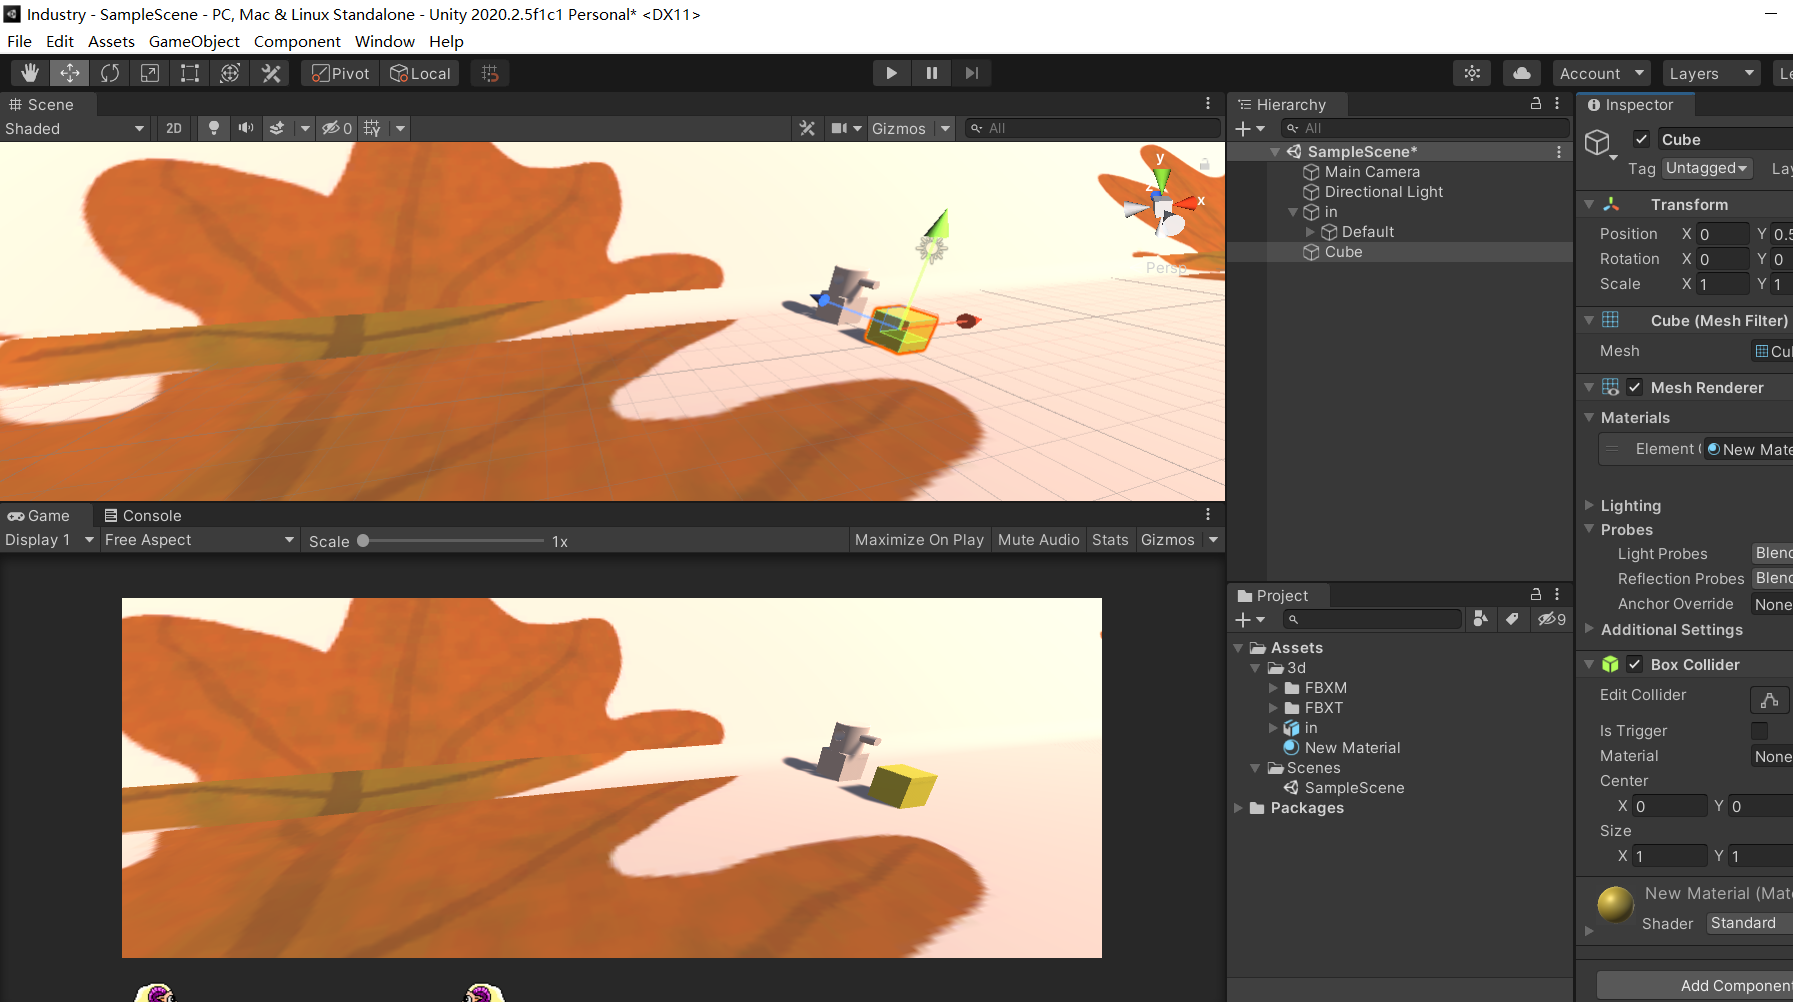 Industry - SampleScene - PC, Mac & Linux Standalone - Unity 2020.2.5f1c1 Personal* <DX11>
File Edit Assets GameObject Component Window Help
Pivot Local Account Layers Le
Scene
Shaded 2D 0 Gizmos All
y
x
Persp
Game Console
Display 1 Free Aspect Scale 1x Maximize On Play Mute Audio Stats Gizmos
Hierarchy
All
SampleScene*
Main Camera
Directional Light
in
Default
Cube
Project
9
Assets
3d
FBXM
FBXT
in
New Material
Scenes
SampleScene
Packages
Inspector
Cube
Tag Untagged Lay
Transform
Position X 0 Y 0.5
Rotation X 0 Y 0
Scale X 1 Y 1
Cube (Mesh Filter)
Mesh Cu
Mesh Renderer
Materials
Element New Mate
Lighting
Probes
Light Probes Blend
Reflection Probes Blend
Anchor Override None
Additional Settings
Box Collider
Edit Collider
Is Trigger
Material None
Center
X 0 Y 0
Size
X 1 Y 1
New Material (Mat
Shader Standard
Add Component